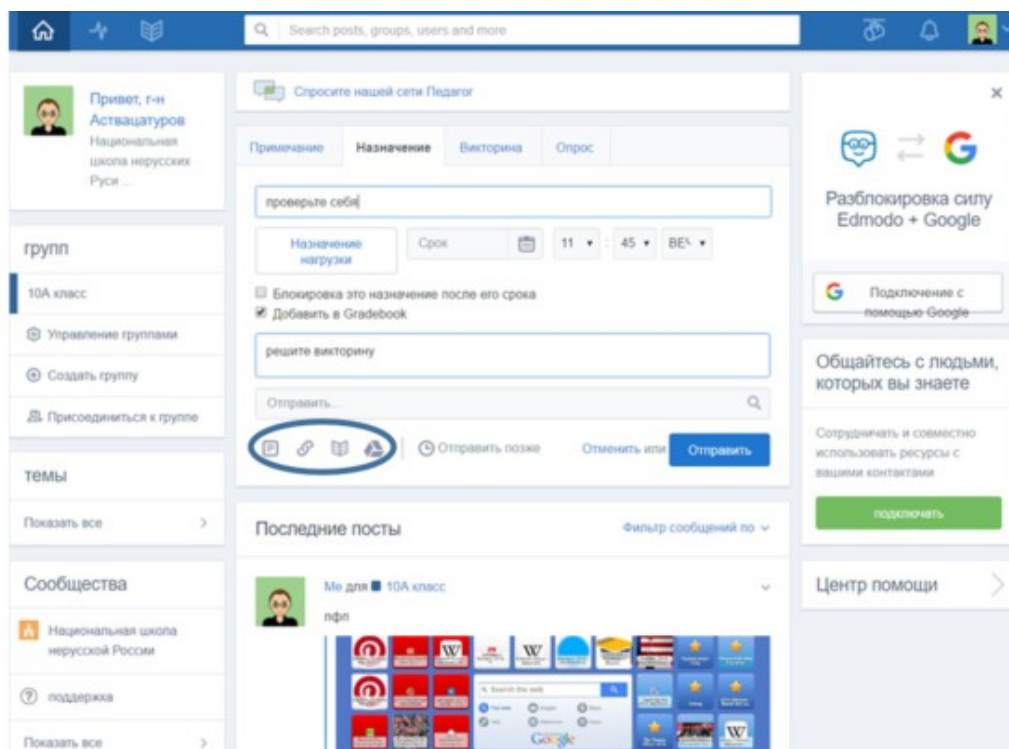 Search posts, groups, users and more
Привет, г-н
Аствацатуров
Национальная
школа нерусских
Руси ...
групп
10А класс
Управление группами
Создать группу
Присоединиться к группе
темы
Показать все
Сообщества
Национальная школа
нерусской России
поддержка
Показать все
Спросите нашей сети Педагог
Примечание Назначение Викторина Опрос
проверьте себя
Назначение
нагрузки
Срок 11 : 45
Блокировка это назначение после его срока
Добавить в Gradebook
решите викторину
Отправить...
Отправить позже Отменить или Отправить
Последние посты Фильтр сообщений по
Me для 10А класс
пфп
Search the web
Google
Разблокировка силу
Edmodo + Google
Подключение с
помощью Google
Общайтесь с людьми,
которых вы знаете
Сотрудничать и совместно
использовать ресурсы с
вашими контактами
подключать
Центр помощи